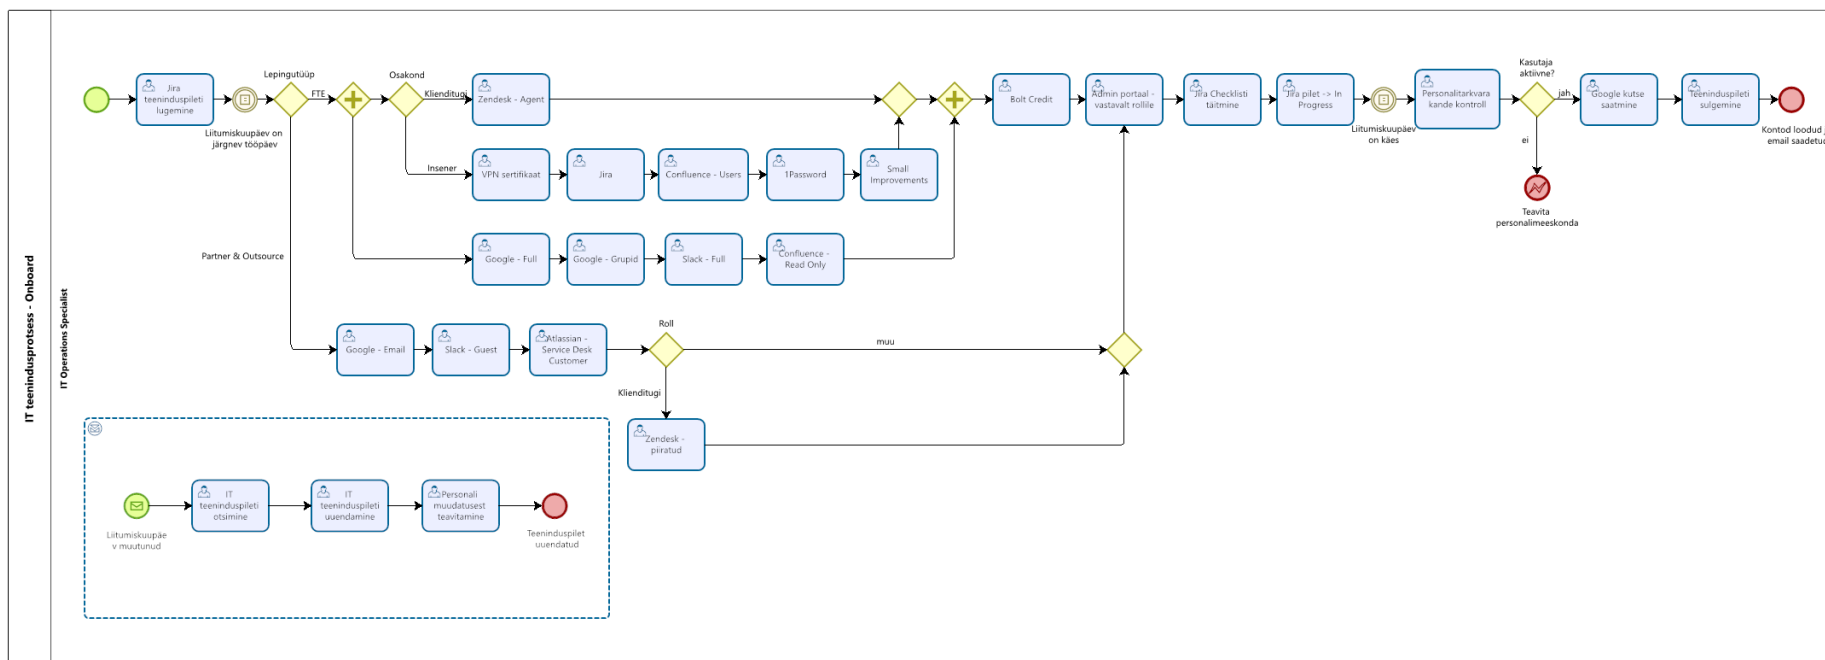 IT teenindusprotsess - Onboard
IT Operations Specialist
Jira
teeninduspileti
lugemine
Liitumiskuupäev on
järgnev tööpäev
Lepingutüüp
FTE
Partner & Outsource
Osakond
Klienditugi
Zendesk - Agent
Insener
VPN sertifikaat
Jira
Confluence - Users
1Password
Small
Improvements
Google - Full
Google - Grupid
Slack - Full
Confluence -
Read Only
Bolt Credit
Admin portaal -
vastavalt rollile
Jira Checklisti
täitmine
Jira pilet -> In
Progress
Liitumiskuupäev
on käes
Personalitarkvara
kande kontroll
Kasutaja
aktiivne?
jah
ei
Google kutse
saatmine
Teeninduspileti
sulgemine
Kontod loodud j
email saadetud
Teavita
personalimeeskonda
Google - Email
Slack - Guest
Atlassian -
Service Desk
Customer
Roll
muu
Klienditugi
Zendesk -
piiratud
Liitumiskuupäe
v muutunud
IT
teeninduspileti
otsimine
IT
teeninduspileti
uuendamine
Personali
muudatusest
teavitamine
Teeninduspilet
uuendatud